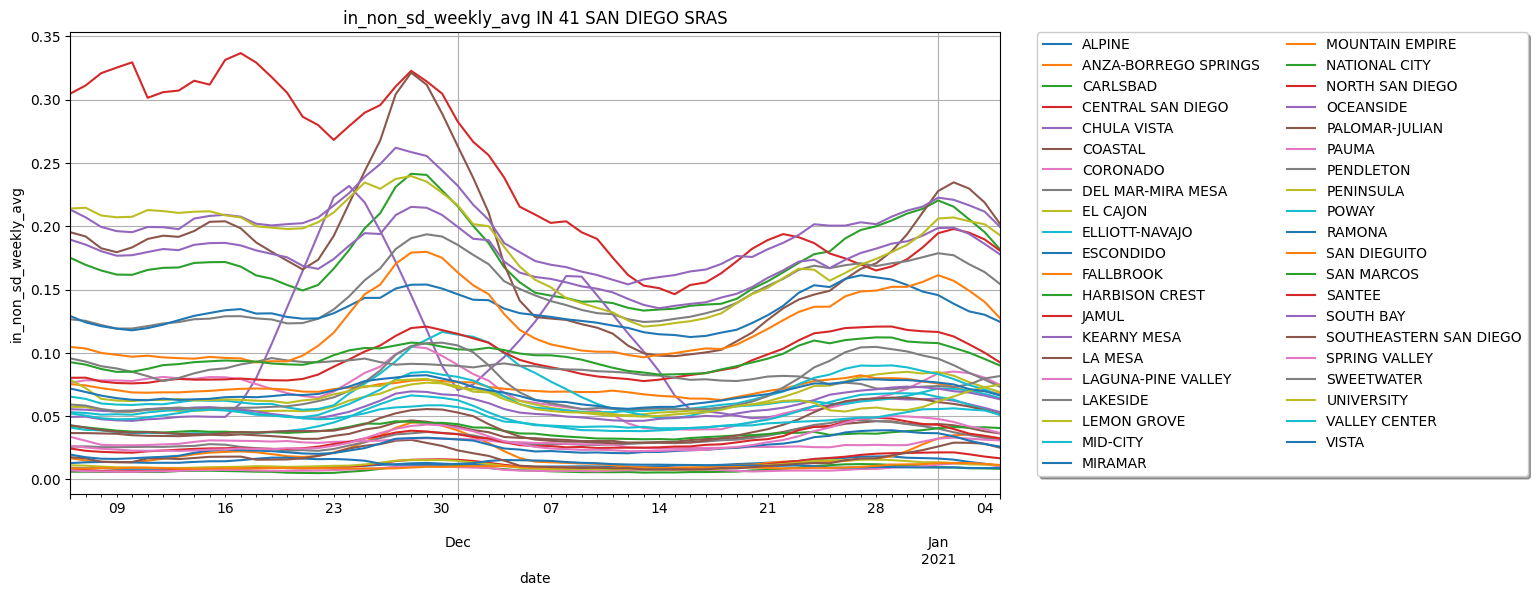 in_non_sd_weekly_avg IN 41 SAN DIEGO SRAS
in_non_sd_weekly_avg
0.35
0.30
0.25
0.20
0.15
0.10
0.05
0.00
09 16 23 30 07 14 21 28 04
Dec Jan
2021
date
ALPINE
ANZA-BORREGO SPRINGS
CARLSBAD
CENTRAL SAN DIEGO
CHULA VISTA
COASTAL
CORONADO
DEL MAR-MIRA MESA
EL CAJON
ELLIOTT-NAVAJO
ESCONDIDO
FALLBROOK
HARBISON CREST
JAMUL
KEARNY MESA
LA MESA
LAGUNA-PINE VALLEY
LAKESIDE
LEMON GROVE
MID-CITY
MIRAMAR
MOUNTAIN EMPIRE
NATIONAL CITY
NORTH SAN DIEGO
OCEANSIDE
PALOMAR-JULIAN
PAUMA
PENDLETON
PENINSULA
POWAY
RAMONA
SAN DIEGUITO
SAN MARCOS
SANTEE
SOUTH BAY
SOUTHEASTERN SAN DIEGO
SPRING VALLEY
SWEETWATER
UNIVERSITY
VALLEY CENTER
VISTA